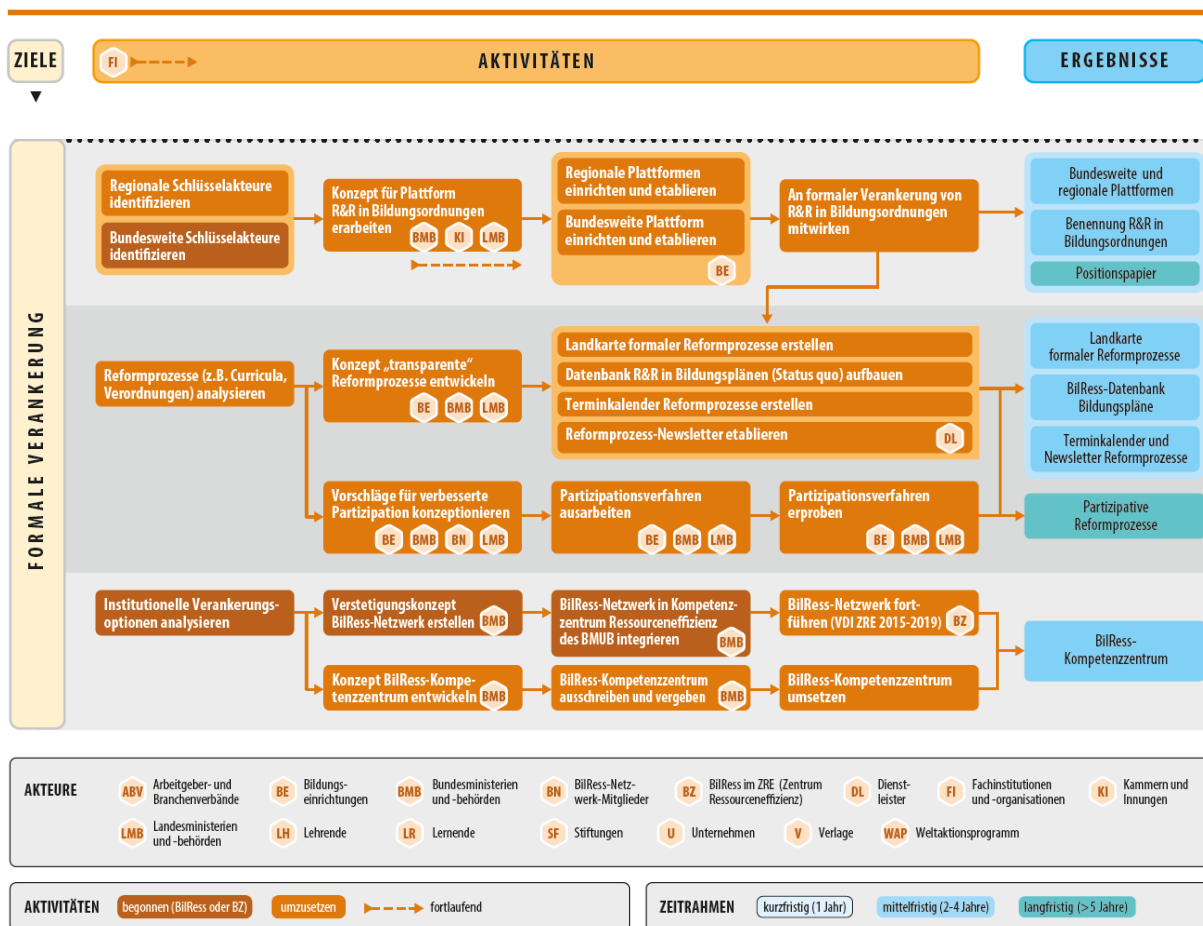 ZIELE
FI
AKTIVITÄTEN
ERGEBNISSE
FORMALE VERANKERUNG
Regionale Schlüsselakteure
identifizieren
Bundesweite Schlüsselakteure
identifizieren
Konzept für Plattform
R&R in Bildungsordnungen
erarbeiten
BMB KI LMB
Regionale Plattformen
einrichten und etablieren
Bundesweite Plattform
einrichten und etablieren
BE
An formaler Verankerung von
R&R in Bildungsordnungen
mitwirken
Bundesweite und
regionale Plattformen
Benennung R&R in
Bildungsordnungen
Positionspapier
Reformprozesse (z.B. Curricula,
Verordnungen) analysieren
Konzept „transparente“
Reformprozesse entwickeln
BE BMB LMB
Landkarte formaler Reformprozesse erstellen
Datenbank R&R in Bildungsplänen (Status quo) aufbauen
Terminkalender Reformprozesse erstellen
Reformprozess-Newsletter etablieren
DL
Landkarte
formaler Reformprozesse
BilRess-Datenbank
Bildungspläne
Terminkalender und
Newsletter Reformprozesse
Vorschläge für verbesserte
Partizipation konzeptionieren
BE BMB BN LMB
Partizipationsverfahren
ausarbeiten
BE BMB LMB
Partizipationsverfahren
erproben
BE BMB LMB
Partizipative
Reformprozesse
Institutionelle Verankerungs-
optionen analysieren
Verstetigungskonzept
BilRess-Netzwerk erstellen
BMB
BilRess-Netzwerk in Kompetenz-
zentrum Ressourceneffizienz
des BMUB integrieren
BMB
BilRess-Netzwerk fort-
führen (VDI ZRE 2015-2019)
BZ
Konzept BilRess-Kompe-
tenzzentrum entwickeln
BMB
BilRess-Kompetenzzentrum
ausschreiben und vergeben
BMB
BilRess-Kompetenzzentrum
umsetzen
BilRess-
Kompetenzzentrum
AKTEURE
ABV Arbeitgeber- und
Branchenverbände
BE Bildungs-
einrichtungen
BMB Bundesministerien
und -behörden
BN BilRess-Netz-
werk-Mitglieder
BZ BilRess im ZRE (Zentrum
Ressourceneffizienz)
DL Dienst-
leister
FI Fachinstitutionen
und -organisationen
KI Kammern und
Innungen
LMB Landesministerien
und -behörden
LH Lehrende
LR Lernende
SF Stiftungen
U Unternehmen
V Verlage
WAP Weltaktionsprogramm
AKTIVITÄTEN begonnen (BilRess oder BZ) umzusetzen fortlaufend
ZEITRAHMEN kurzfristig (1 Jahr) mittelfristig (2-4 Jahre) langfristig (>5 Jahre)